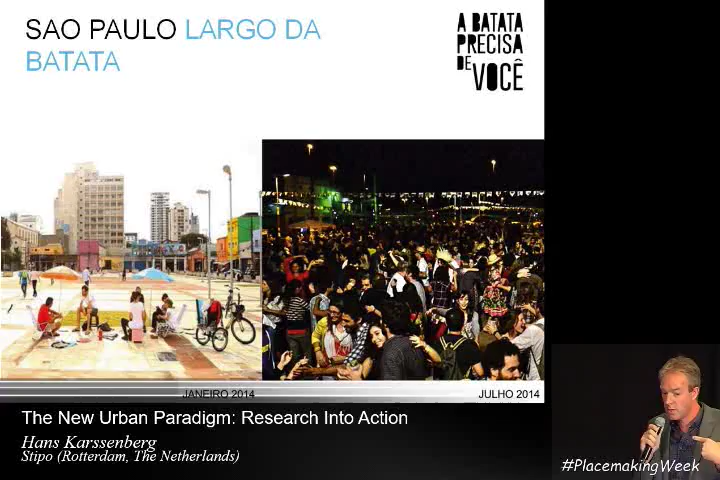 SAO PAULO LARGO DA
BATATA
A BATATA
PRECISA
DE VOCÊ
JANEIRO 2014
JULHO 2014
The New Urban Paradigm: Research Into Action
Hans Karssenberg
Stipo (Rotterdam, The Netherlands)
#PlacemakingWeek